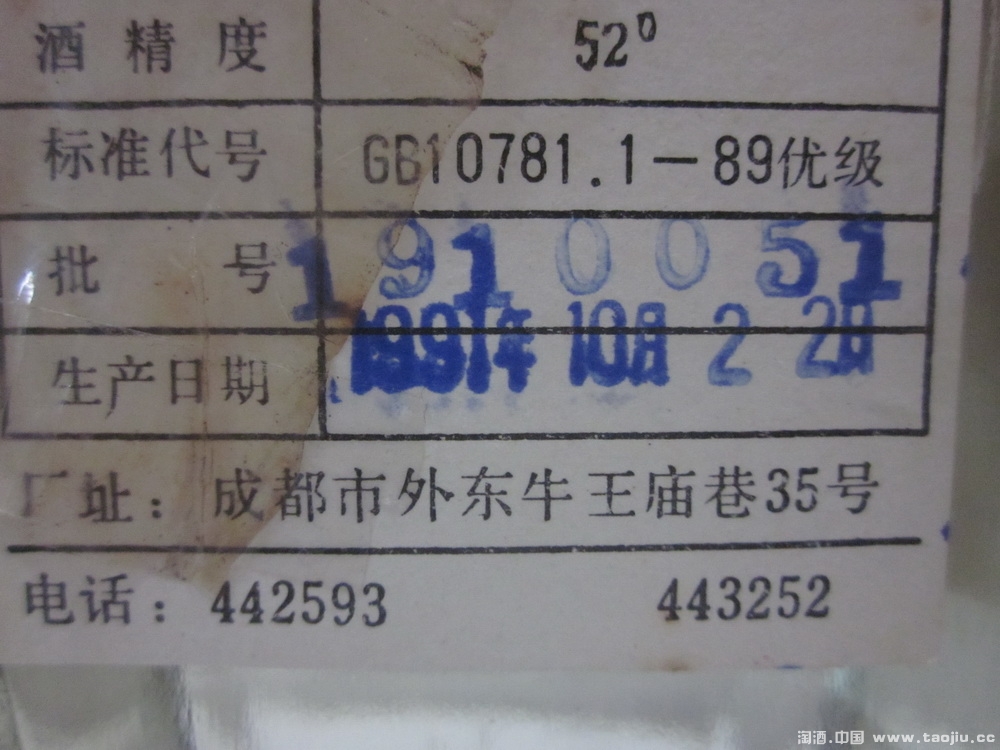 酒精度 52°
标准代号 GB10781.1—89优级
批号 1910051
生产日期 1991年10月22日
厂址：成都市外东牛王庙巷35号
电话：442593 443252
淘酒.中国 www.taojiu.cc